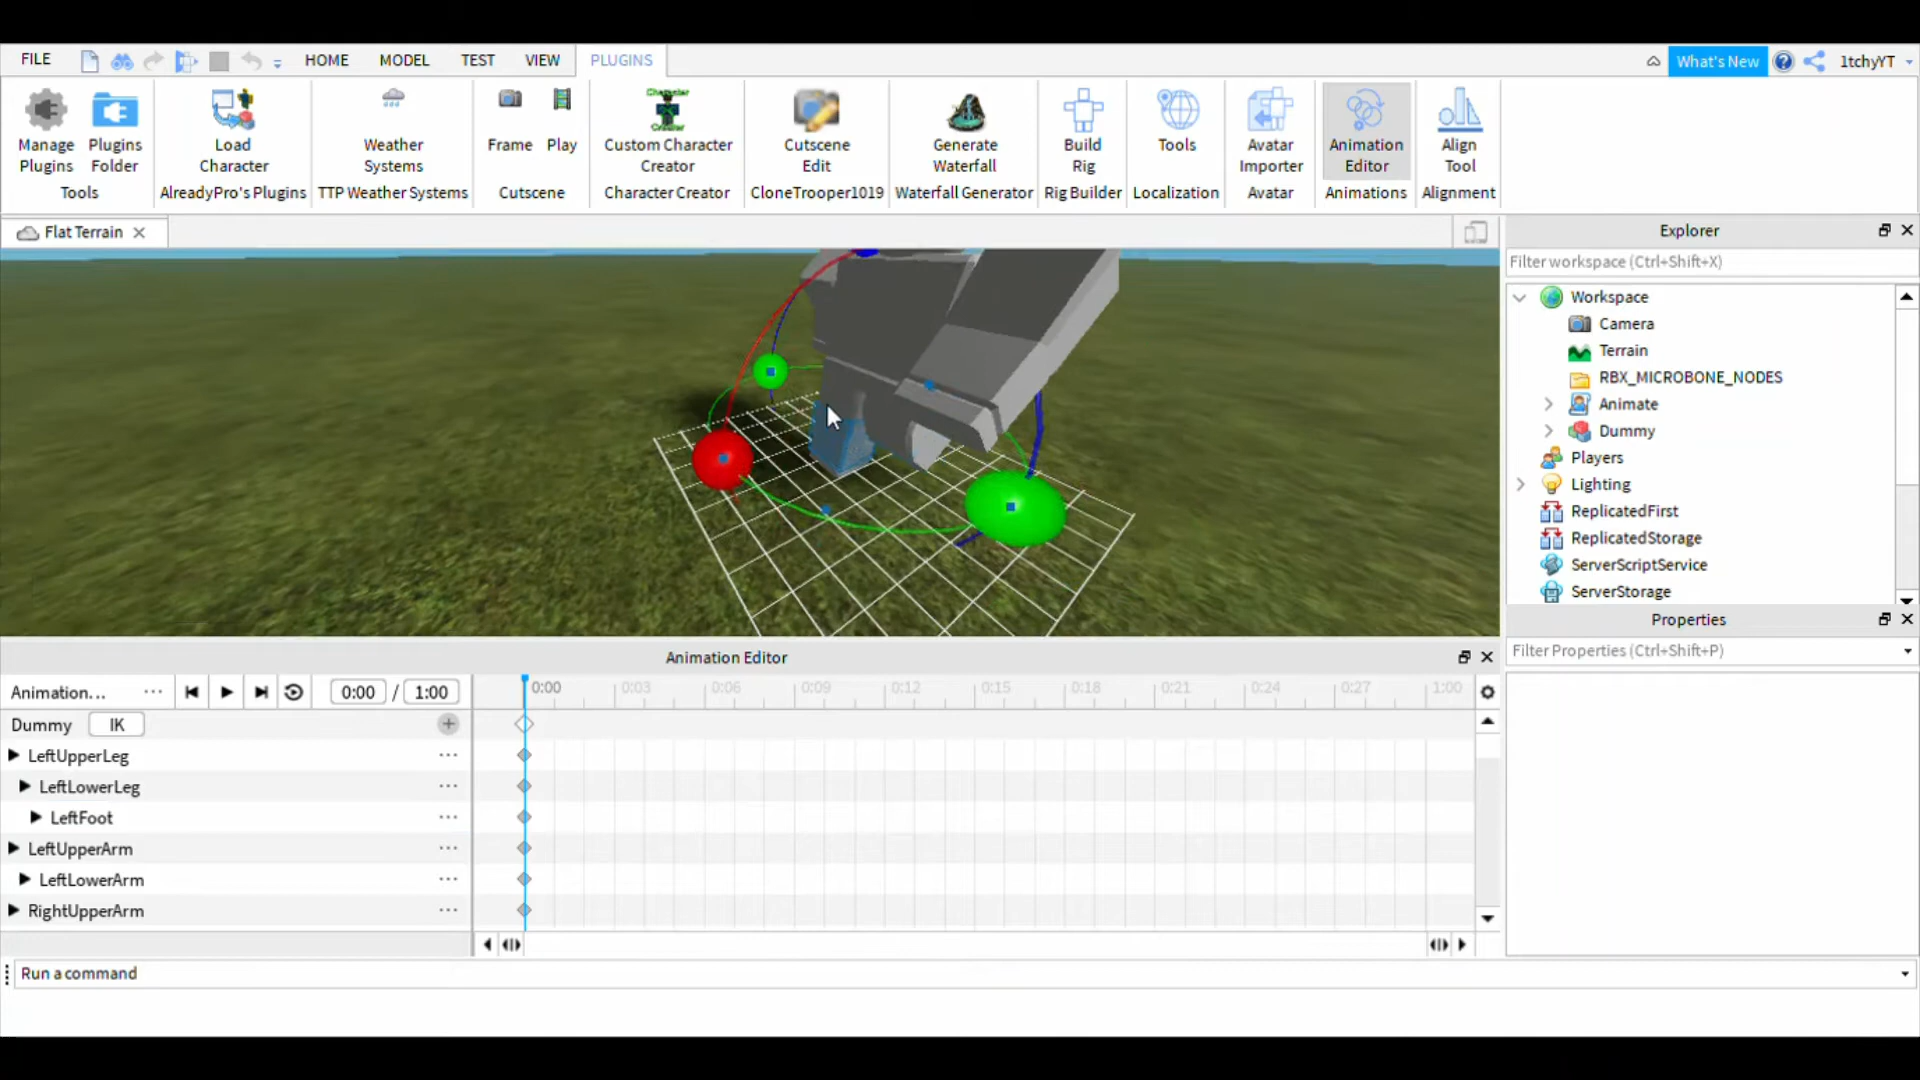 FILE HOME MODEL TEST VIEW PLUGINS What's New 1tchyYT
Manage Plugins
Plugins Folder
Load Character
Weather Systems
Frame
Play
Custom Character Creator
Cutscene Edit
Generate Waterfall
Build Rig
Tools
Avatar Importer
Animation Editor
Align Tool
Tools AlreadyPro's Plugins TTP Weather Systems Cutscene Character Creator CloneTrooper1019 Waterfall Generator Rig Builder Localization Avatar Animations Alignment
Flat Terrain
Explorer
Filter workspace (Ctrl+Shift+X)
Workspace
Camera
Terrain
RBX_MICROBONE_NODES
Animate
Dummy
Players
Lighting
ReplicatedFirst
ReplicatedStorage
ServerScriptService
ServerStorage
Properties
Filter Properties (Ctrl+Shift+P)
Animation Editor
Animation... ... 0:00 / 1:00 0:00 0:03 0:06 0:09 0:12 0:15 0:18 0:21 0:24 0:27 1:00
Dummy IK
LeftUpperLeg ...
LeftLowerLeg ...
LeftFoot ...
LeftUpperArm ...
LeftLowerArm ...
RightUpperArm ...
Run a command